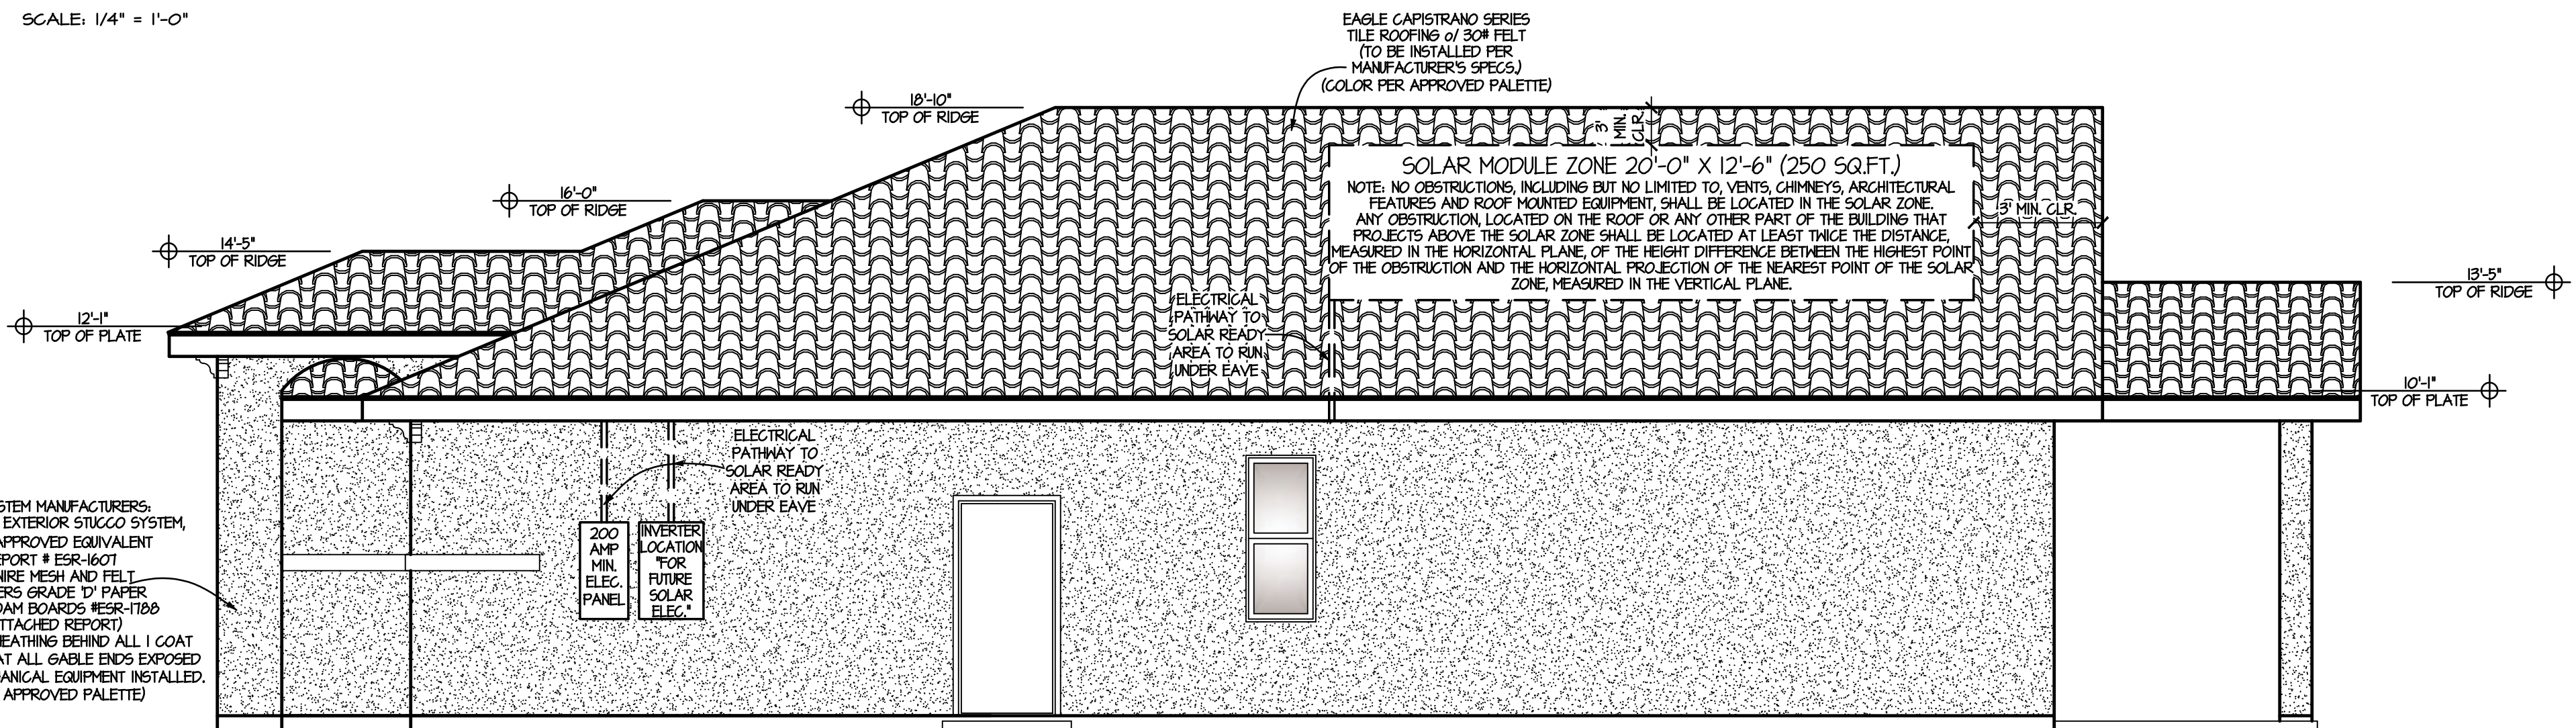 SCALE: 1/4" = 1'-0"
EAGLE CAPISTRANO SERIES
TILE ROOFING o/ 30# FELT
(TO BE INSTALLED PER
MANUFACTURER'S SPECS.)
(COLOR PER APPROVED PALETTE)
18'-10"
TOP OF RIDGE
16'-0"
TOP OF RIDGE
14'-5"
TOP OF RIDGE
12'-1"
TOP OF PLATE
3'
MIN.
CLR.
SOLAR MODULE ZONE 20'-0" X 12'-6" (250 SQ.FT.)
NOTE: NO OBSTRUCTIONS, INCLUDING BUT NO LIMITED TO, VENTS, CHIMNEYS, ARCHITECTURAL
FEATURES AND ROOF MOUNTED EQUIPMENT, SHALL BE LOCATED IN THE SOLAR ZONE.
ANY OBSTRUCTION, LOCATED ON THE ROOF OR ANY OTHER PART OF THE BUILDING THAT
PROJECTS ABOVE THE SOLAR ZONE SHALL BE LOCATED AT LEAST TWICE THE DISTANCE,
MEASURED IN THE HORIZONTAL PLANE, OF THE HEIGHT DIFFERENCE BETWEEN THE HIGHEST POINT
OF THE OBSTRUCTION AND THE HORIZONTAL PROJECTION OF THE NEAREST POINT OF THE SOLAR
ZONE, MEASURED IN THE VERTICAL PLANE.
3' MIN. CLR.
13'-5"
TOP OF RIDGE
10'-1"
TOP OF PLATE
ELECTRICAL
PATHWAY TO
SOLAR READY
AREA TO RUN
UNDER EAVE
ELECTRICAL
PATHWAY TO
SOLAR READY
AREA TO RUN
UNDER EAVE
200
AMP
MIN.
ELEC.
PANEL
INVERTER
LOCATION
"FOR
FUTURE
SOLAR
ELEC."
STEM MANUFACTURERS:
EXTERIOR STUCCO SYSTEM,
APPROVED EQUIVALENT
EPORT # ESR-1607
WIRE MESH AND FELT
ERS GRADE 'D' PAPER
OAM BOARDS #ESR-1788
TTACHED REPORT)
HEATHING BEHIND ALL 1 COAT
AT ALL GABLE ENDS EXPOSED
ANICAL EQUIPMENT INSTALLED.
APPROVED PALETTE)